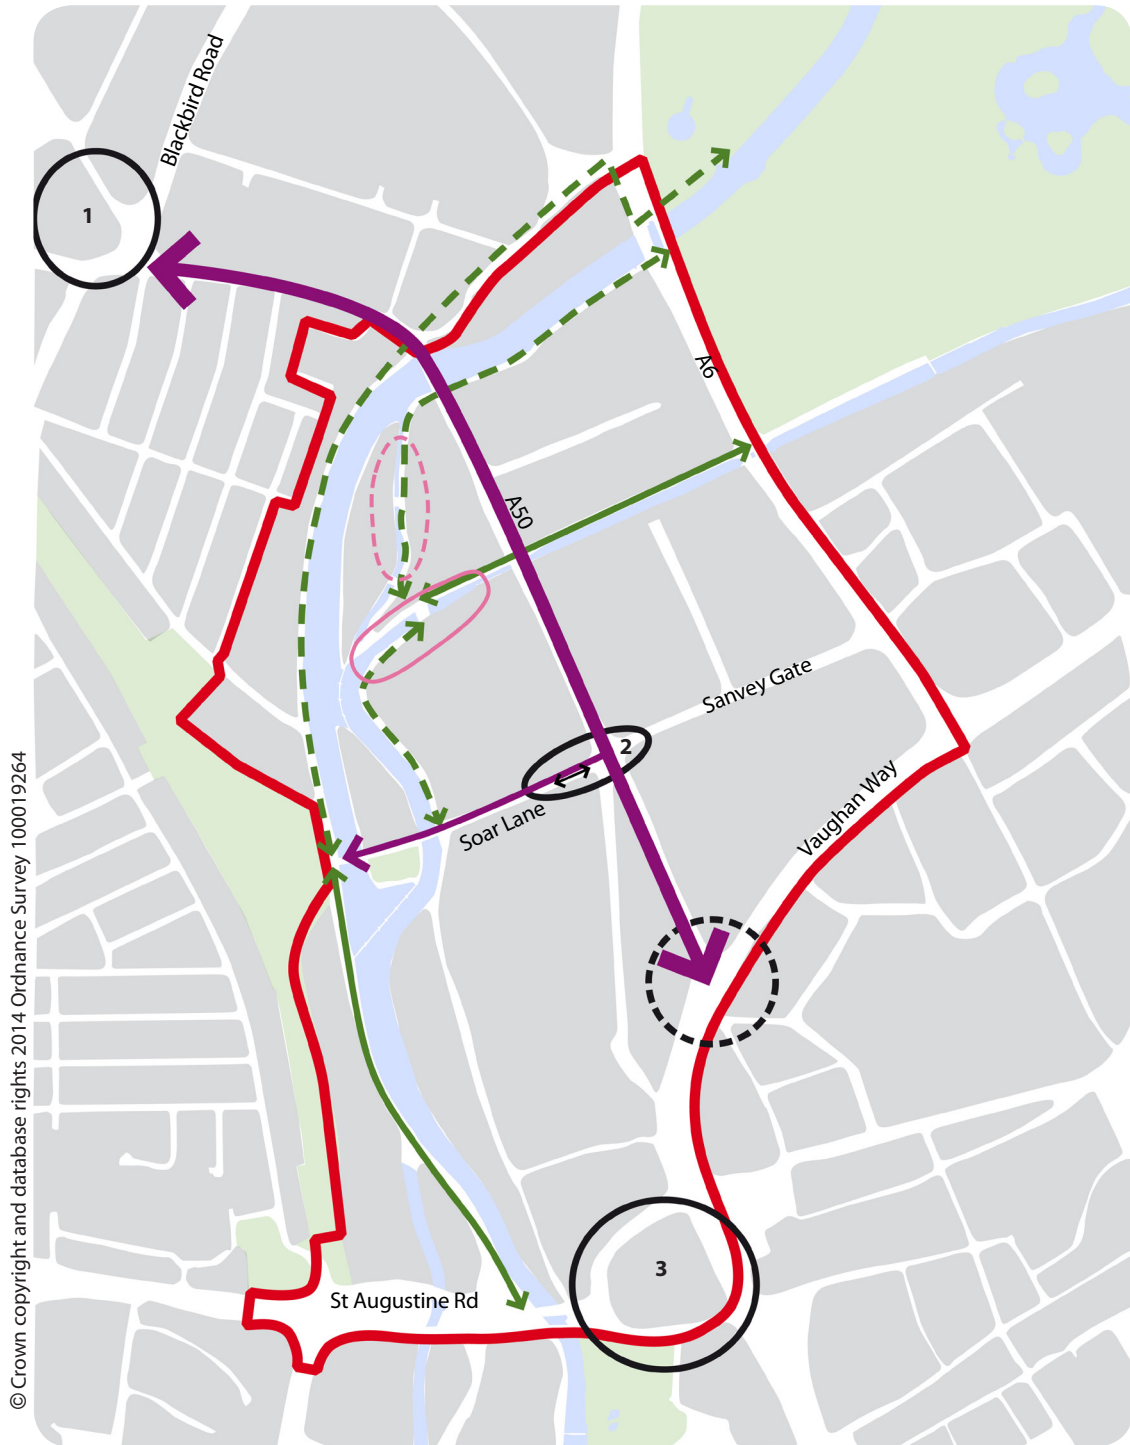 Blackbird Road
1
A6
A50
Sanvey Gate
2
Soar Lane
Vaughan Way
3
St Augustine Rd
© Crown copyright and database rights 2014 Ordnance Survey 100019264